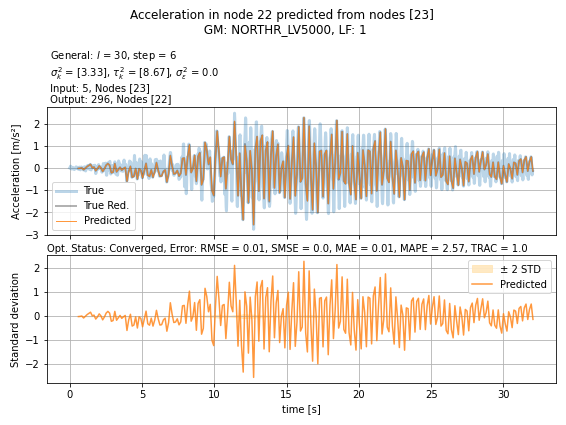 Acceleration in node 22 predicted from nodes [23]
GM: NORTHR_LV5000, LF: 1
General: l = 30, step = 6
σ²ₖ = [3.33], τ²ₖ = [8.67], σ²ε = 0.0
Input: 5, Nodes [23]
Output: 296, Nodes [22]
Acceleration [m/s²]
2
1
0
−1
−2
−3
True
True Red.
Predicted
Opt. Status: Converged, Error: RMSE = 0.01, SMSE = 0.0, MAE = 0.01, MAPE = 2.57, TRAC = 1.0
Standard deviation
2
1
0
−1
−2
± 2 STD
Predicted
0 5 10 15 20 25 30
time [s]